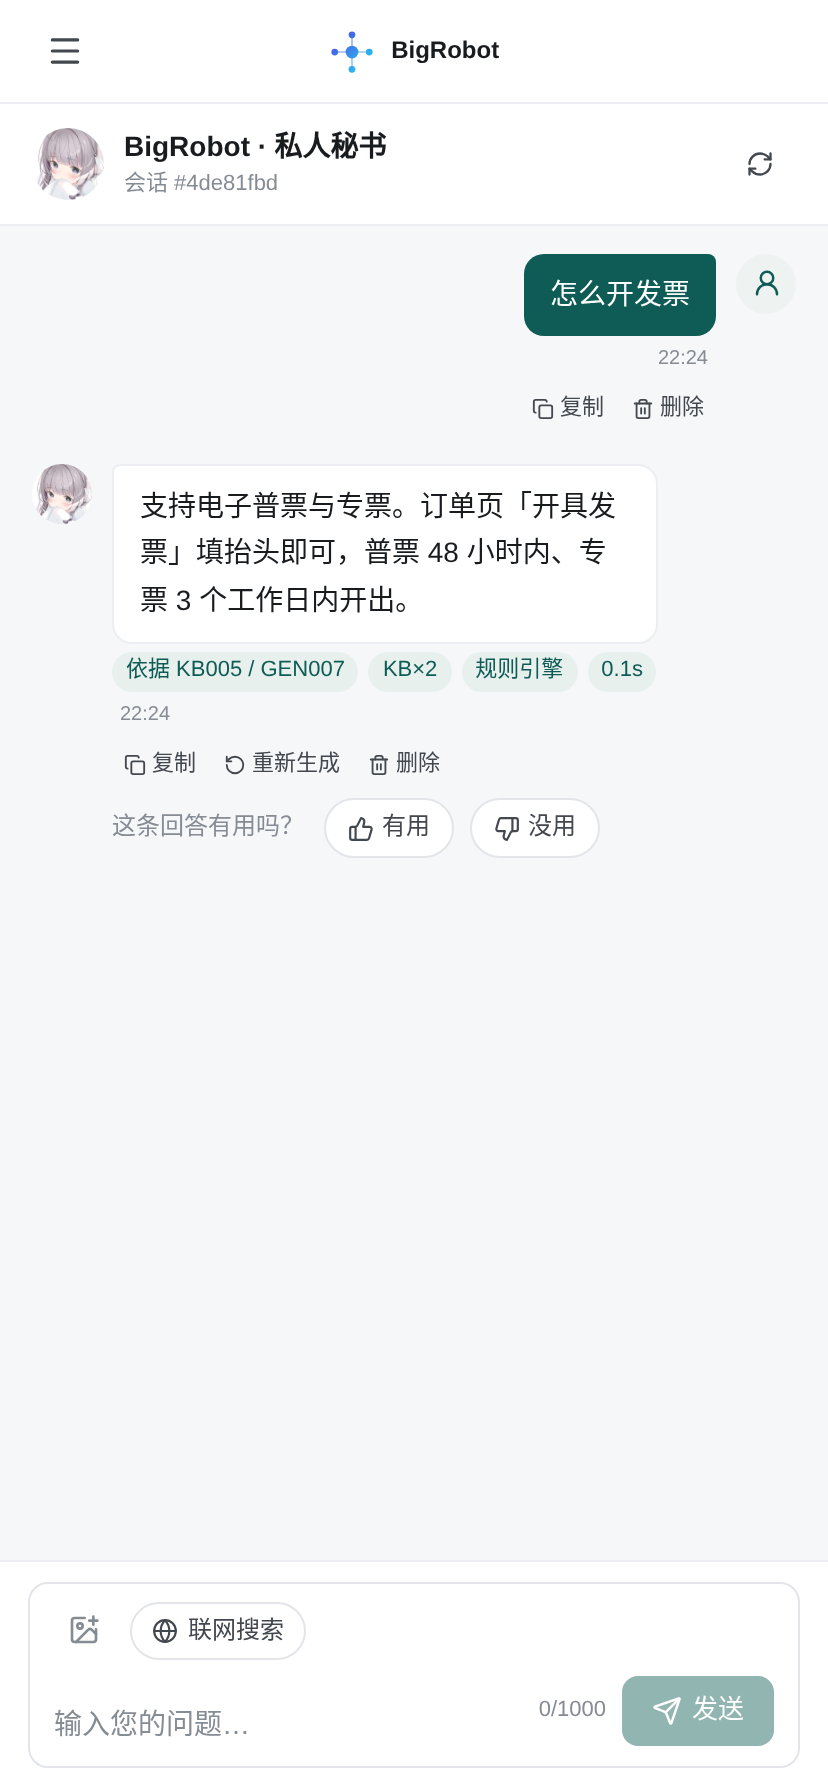 BigRobot
BigRobot · 私人秘书
会话 #4de81fbd
怎么开发票
22:24
复制 删除
支持电子普票与专票。订单页「开具发
票」填抬头即可，普票 48 小时内、专
票 3 个工作日内开出。
依据 KB005 / GEN007 KB×2 规则引擎 0.1s
22:24
复制 重新生成 删除
这条回答有用吗？ 有用 没用
联网搜索
输入您的问题… 0/1000 发送